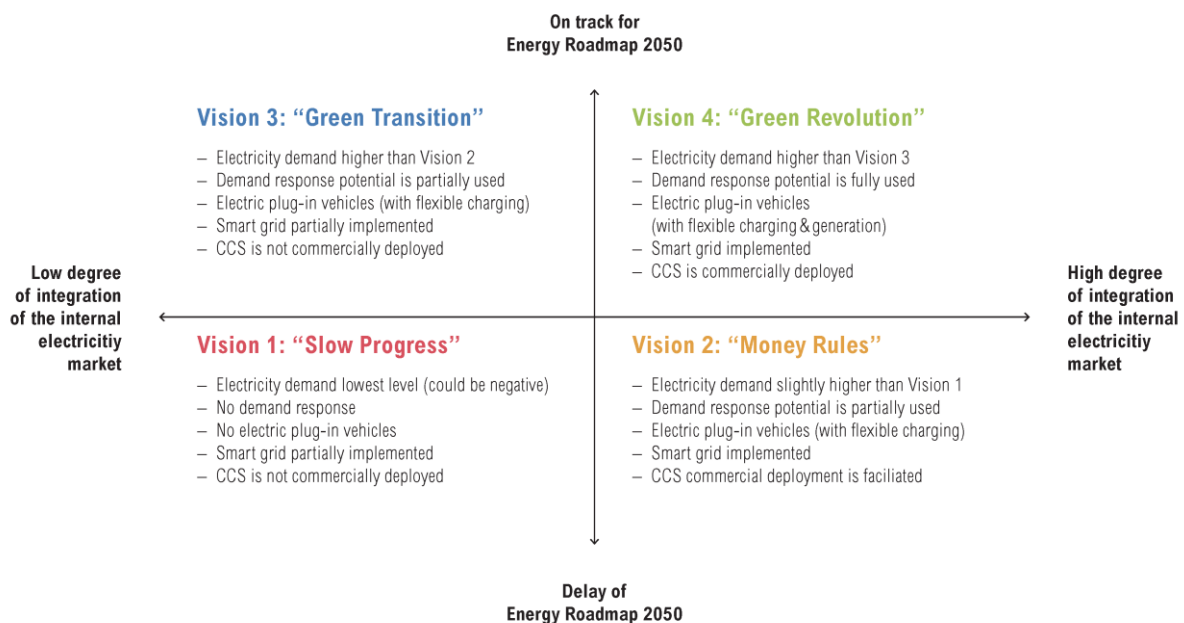 On track for
Energy Roadmap 2050
Vision 3: “Green Transition”
– Electricity demand higher than Vision 2
– Demand response potential is partially used
– Electric plug-in vehicles (with flexible charging)
– Smart grid partially implemented
– CCS is not commercially deployed
Vision 4: “Green Revolution”
– Electricity demand higher than Vision 3
– Demand response potential is fully used
– Electric plug-in vehicles
(with flexible charging & generation)
– Smart grid implemented
– CCS is commercially deployed
Low degree
of integration
of the internal
electricitiy
market
High degree
of integration
of the internal
electricitiy
market
Vision 1: “Slow Progress”
– Electricity demand lowest level (could be negative)
– No demand response
– No electric plug-in vehicles
– Smart grid partially implemented
– CCS is not commercially deployed
Vision 2: “Money Rules”
– Electricity demand slightly higher than Vision 1
– Demand response potential is partially used
– Electric plug-in vehicles (with flexible charging)
– Smart grid implemented
– CCS commercial deployment is faciliated
Delay of
Energy Roadmap 2050